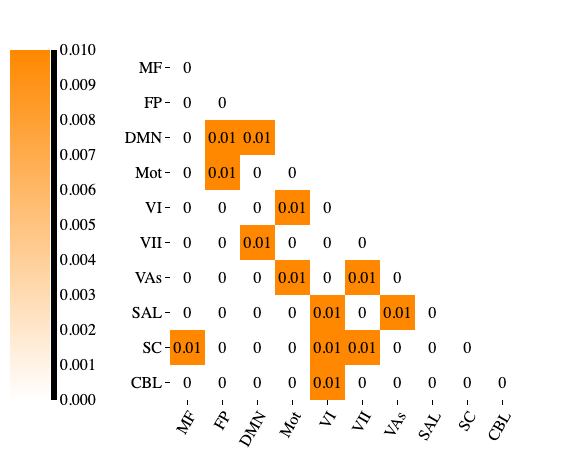 0.010
0.009
0.008
0.007
0.006
0.005
0.004
0.003
0.002
0.001
0.000
MF 0
FP 0 0
DMN 0 0.01 0.01
Mot 0 0.01 0 0
VI 0 0 0 0.01 0
VII 0 0 0.01 0 0 0
VAs 0 0 0 0.01 0 0.01 0
SAL 0 0 0 0 0.01 0 0.01 0
SC 0.01 0 0 0 0.01 0.01 0 0 0
CBL 0 0 0 0 0.01 0 0 0 0 0
MF FP DMN Mot VI VII VAs SAL SC CBL